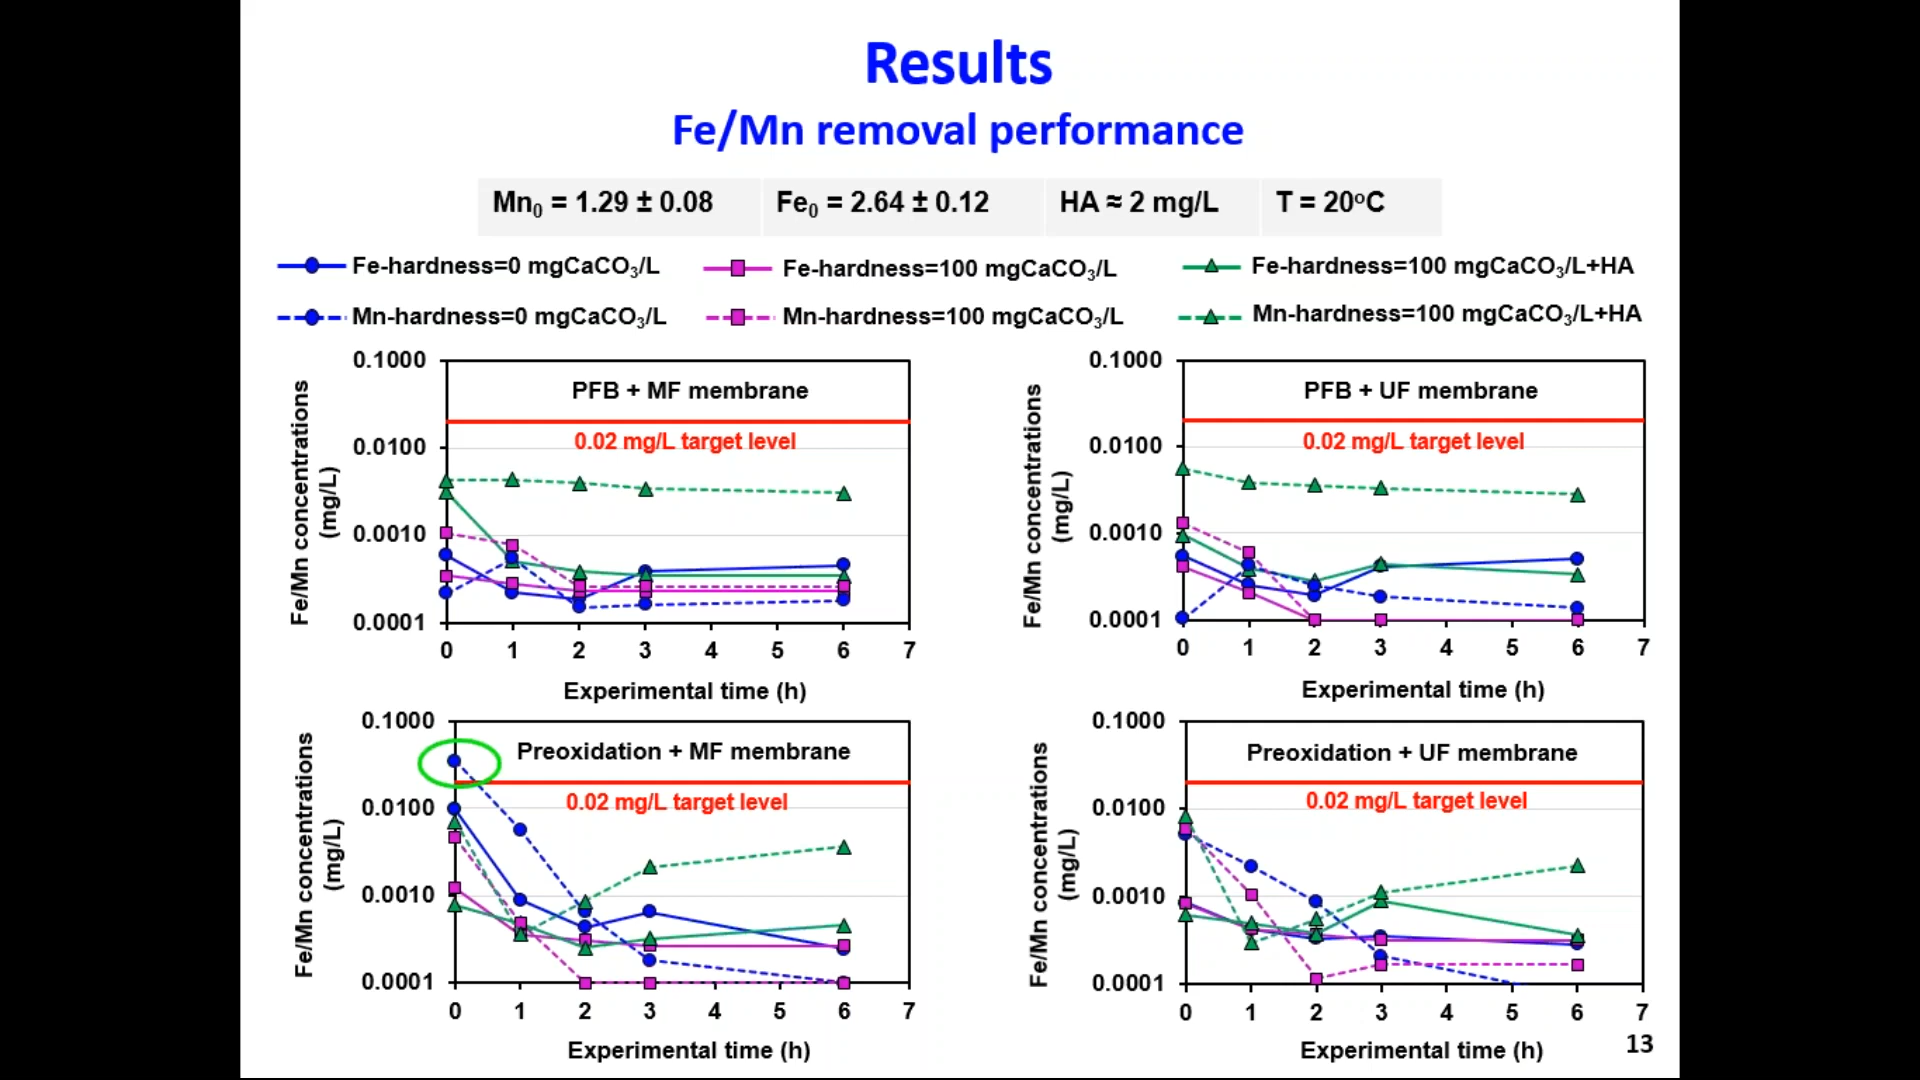 Results
Fe/Mn removal performance
Mn₀ = 1.29 ± 0.08 Fe₀ = 2.64 ± 0.12 HA ≈ 2 mg/L T = 20ᵒC
Fe-hardness=0 mgCaCO₃/L Fe-hardness=100 mgCaCO₃/L Fe-hardness=100 mgCaCO₃/L+HA
Mn-hardness=0 mgCaCO₃/L Mn-hardness=100 mgCaCO₃/L Mn-hardness=100 mgCaCO₃/L+HA
PFB + MF membrane
0.02 mg/L target level
Fe/Mn concentrations
(mg/L)
0.1000
0.0100
0.0010
0.0001
0 1 2 3 4 5 6 7
Experimental time (h)
PFB + UF membrane
0.02 mg/L target level
Fe/Mn concentrations
(mg/L)
0.1000
0.0100
0.0010
0.0001
0 1 2 3 4 5 6 7
Experimental time (h)
Preoxidation + MF membrane
0.02 mg/L target level
Fe/Mn concentrations
(mg/L)
0.1000
0.0100
0.0010
0.0001
0 1 2 3 4 5 6 7
Experimental time (h)
Preoxidation + UF membrane
0.02 mg/L target level
Fe/Mn concentrations
(mg/L)
0.1000
0.0100
0.0010
0.0001
0 1 2 3 4 5 6 7
Experimental time (h)
13